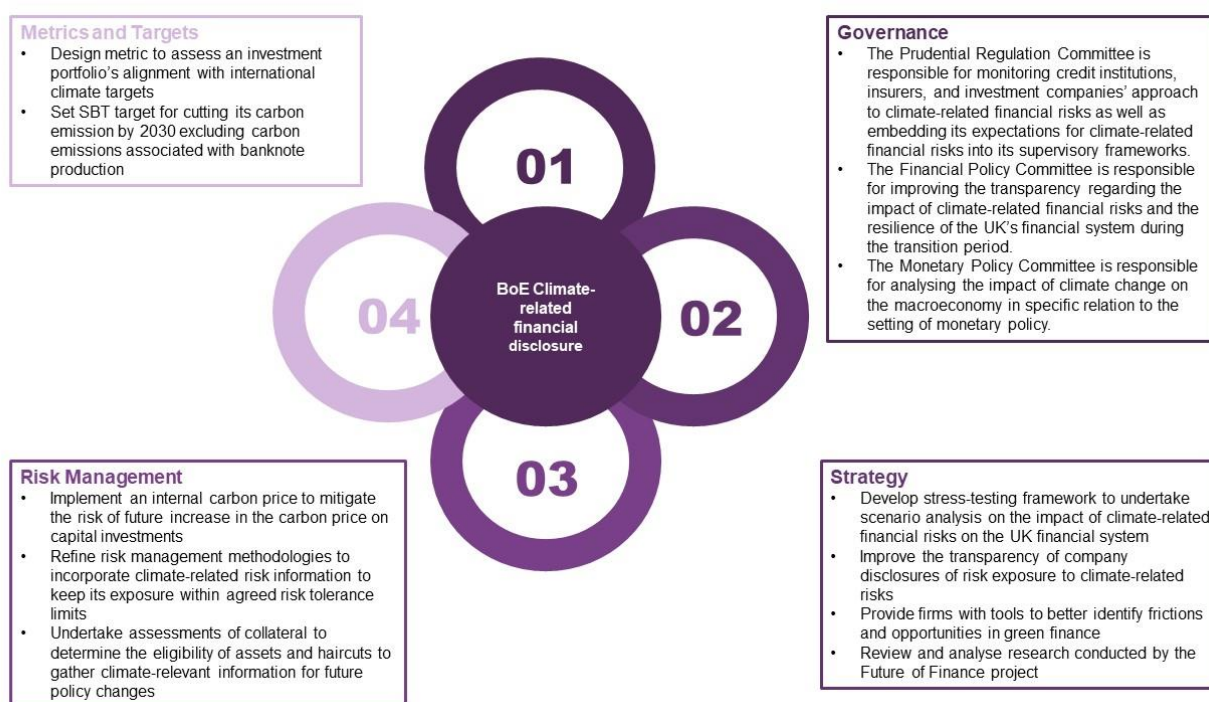 Metrics and Targets
• Design metric to assess an investment
portfolio's alignment with international
climate targets
• Set SBT target for cutting its carbon
emission by 2030 excluding carbon
emissions associated with banknote
production
Governance
• The Prudential Regulation Committee is
responsible for monitoring credit institutions,
insurers, and investment companies' approach
to climate-related financial risks as well as
embedding its expectations for climate-related
financial risks into its supervisory frameworks.
• The Financial Policy Committee is responsible
for improving the transparency regarding the
impact of climate-related financial risks and the
resilience of the UK's financial system during
the transition period.
• The Monetary Policy Committee is responsible
for analysing the impact of climate change on
the macroeconomy in specific relation to the
setting of monetary policy.
01
02
03
04
BoE Climate-
related
financial
disclosure
Risk Management
• Implement an internal carbon price to mitigate
the risk of future increase in the carbon price on
capital investments
• Refine risk management methodologies to
incorporate climate-related risk information to
keep its exposure within agreed risk tolerance
limits
• Undertake assessments of collateral to
determine the eligibility of assets and haircuts to
gather climate-relevant information for future
policy changes
Strategy
• Develop stress-testing framework to undertake
scenario analysis on the impact of climate-related
financial risks on the UK financial system
• Improve the transparency of company
disclosures of risk exposure to climate-related
risks
• Provide firms with tools to better identify frictions
and opportunities in green finance
• Review and analyse research conducted by the
Future of Finance project